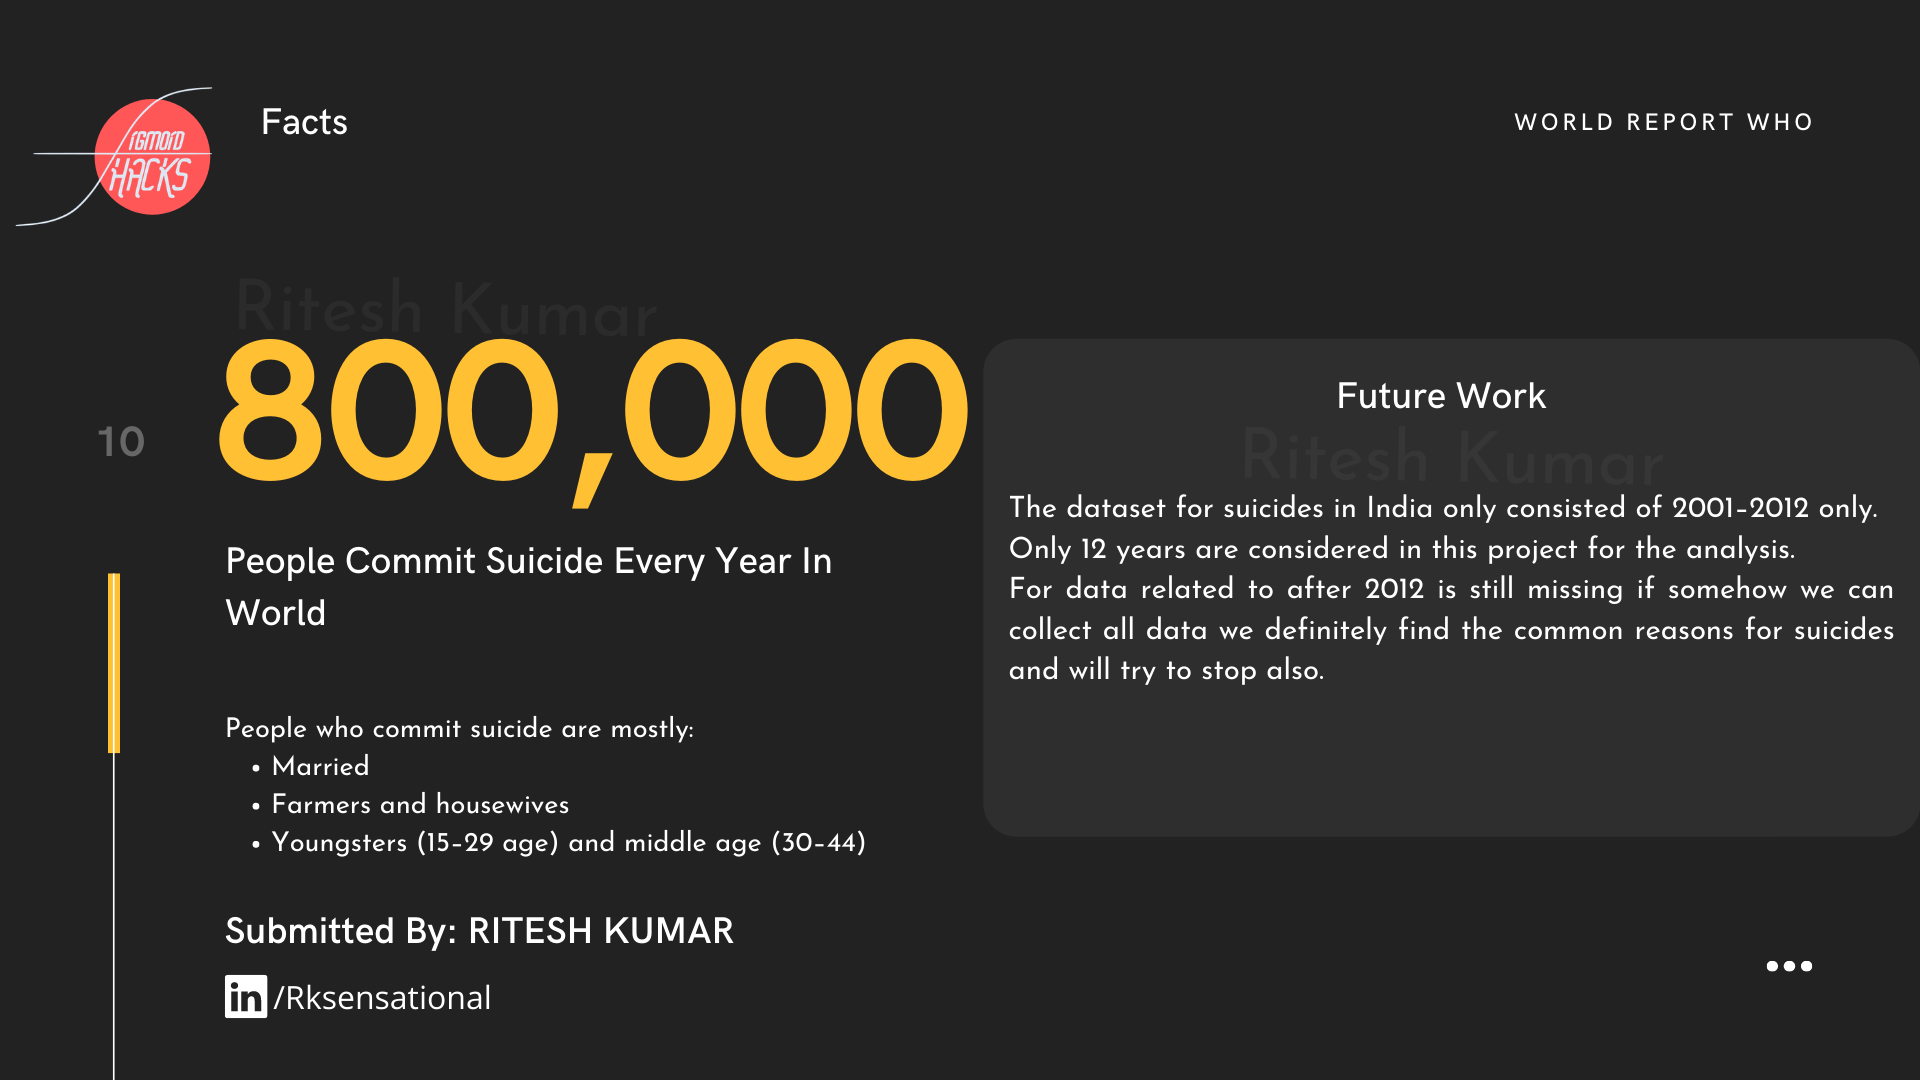 Facts
WORLD REPORT WHO
IGMOID
HACKS
Ritesh Kumar
800,000
10
People Commit Suicide Every Year In
World
People who commit suicide are mostly:
• Married
• Farmers and housewives
• Youngsters (15-29 age) and middle age (30-44)
Submitted By: RITESH KUMAR
in /Rksensational
Future Work
Ritesh Kumar
The dataset for suicides in India only consisted of 2001-2012 only.
Only 12 years are considered in this project for the analysis.
For data related to after 2012 is still missing if somehow we can
collect all data we definitely find the common reasons for suicides
and will try to stop also.